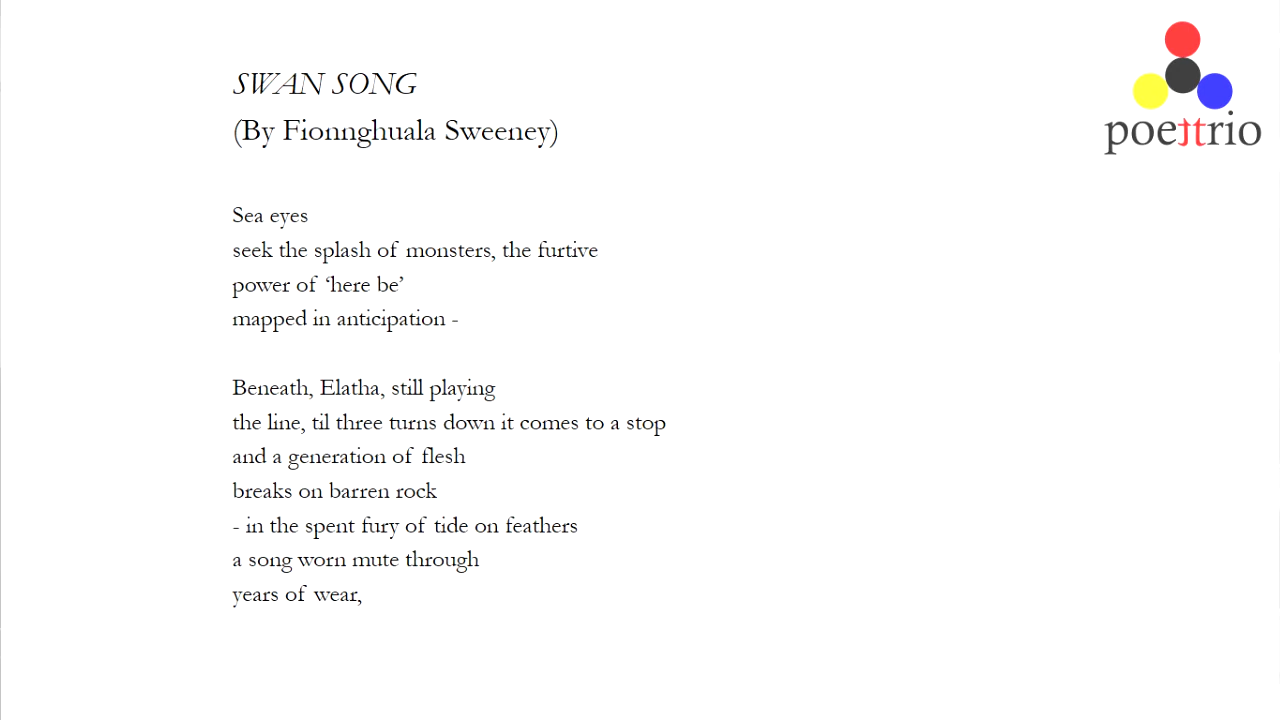 SWAN SONG
(By Fionnghuala Sweeney)
poettrio
Sea eyes
seek the splash of monsters, the furtive
power of ‘here be’
mapped in anticipation -
Beneath, Elatha, still playing
the line, til three turns down it comes to a stop
and a generation of flesh
breaks on barren rock
- in the spent fury of tide on feathers
a song worn mute through
years of wear,